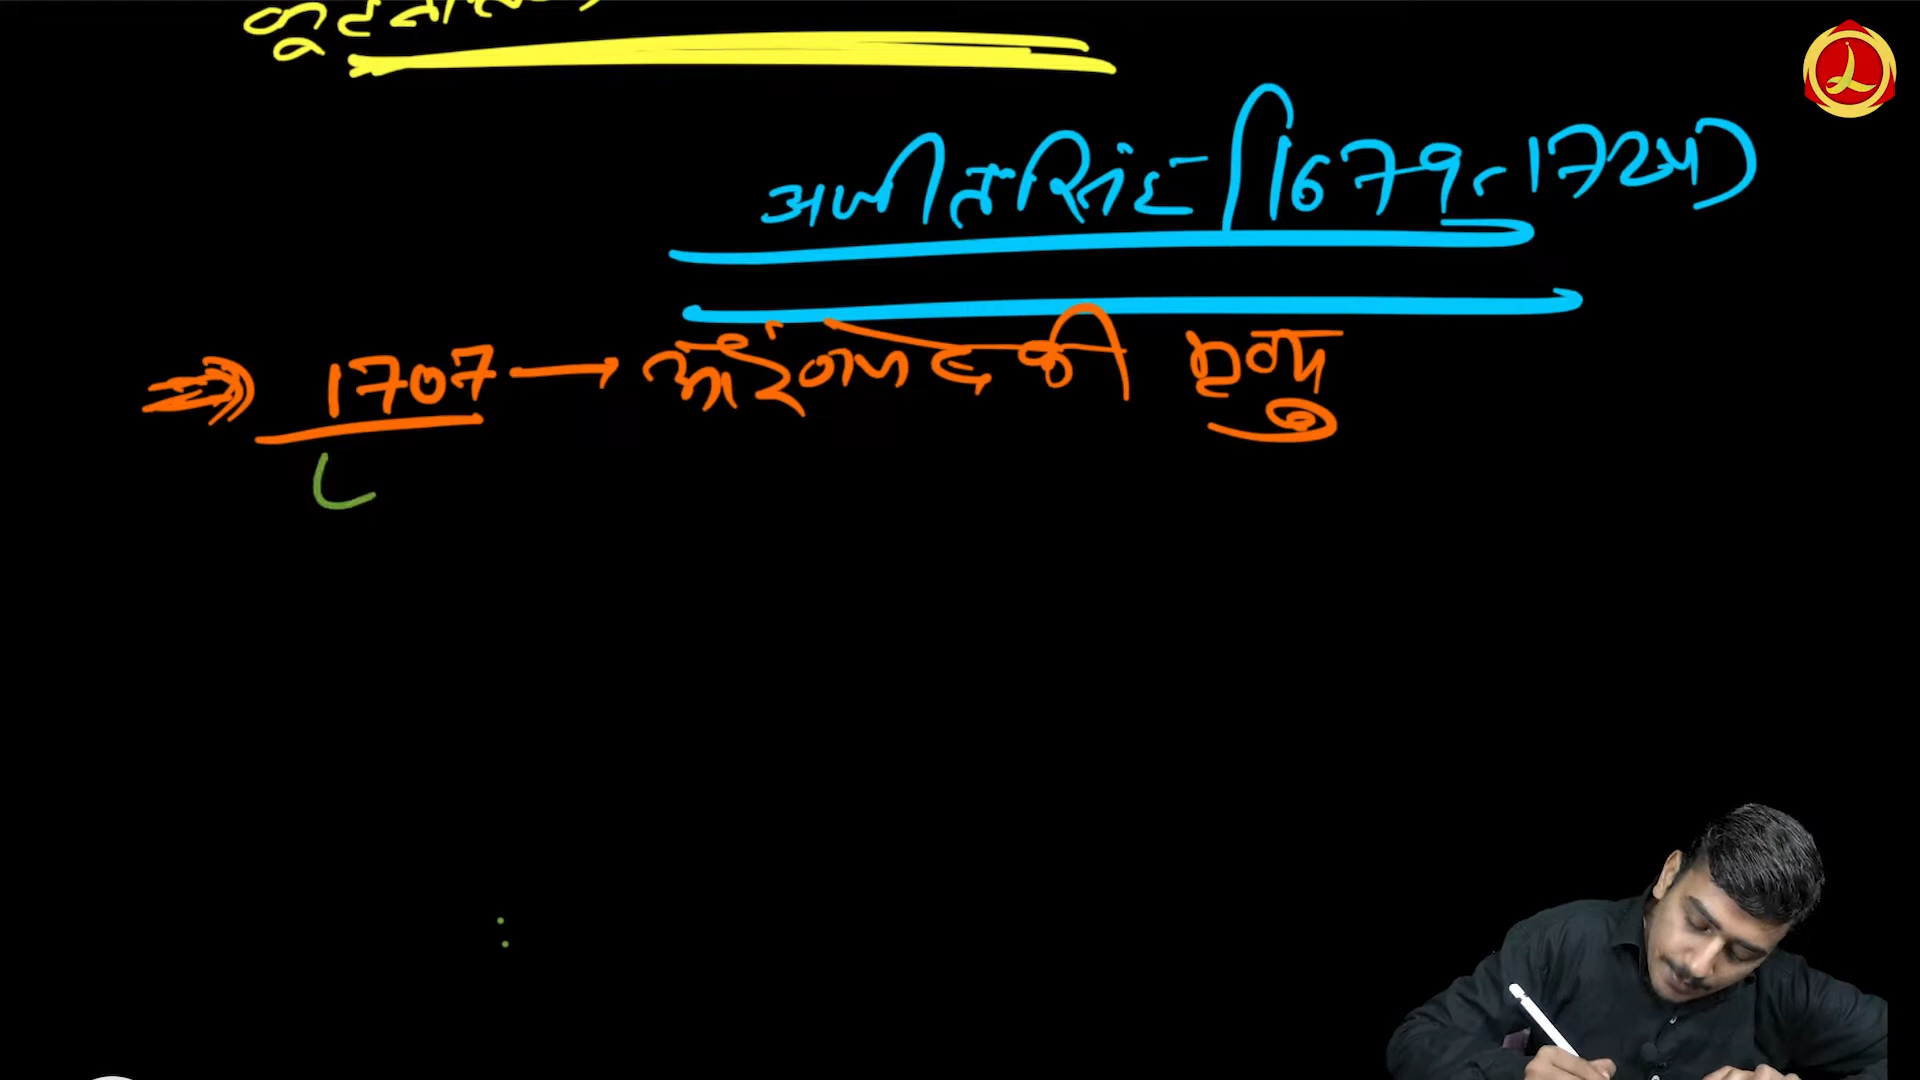 अजीतसिंह (1679-1724)
⇒ 1707 → औरंगजेब की मृत्यु